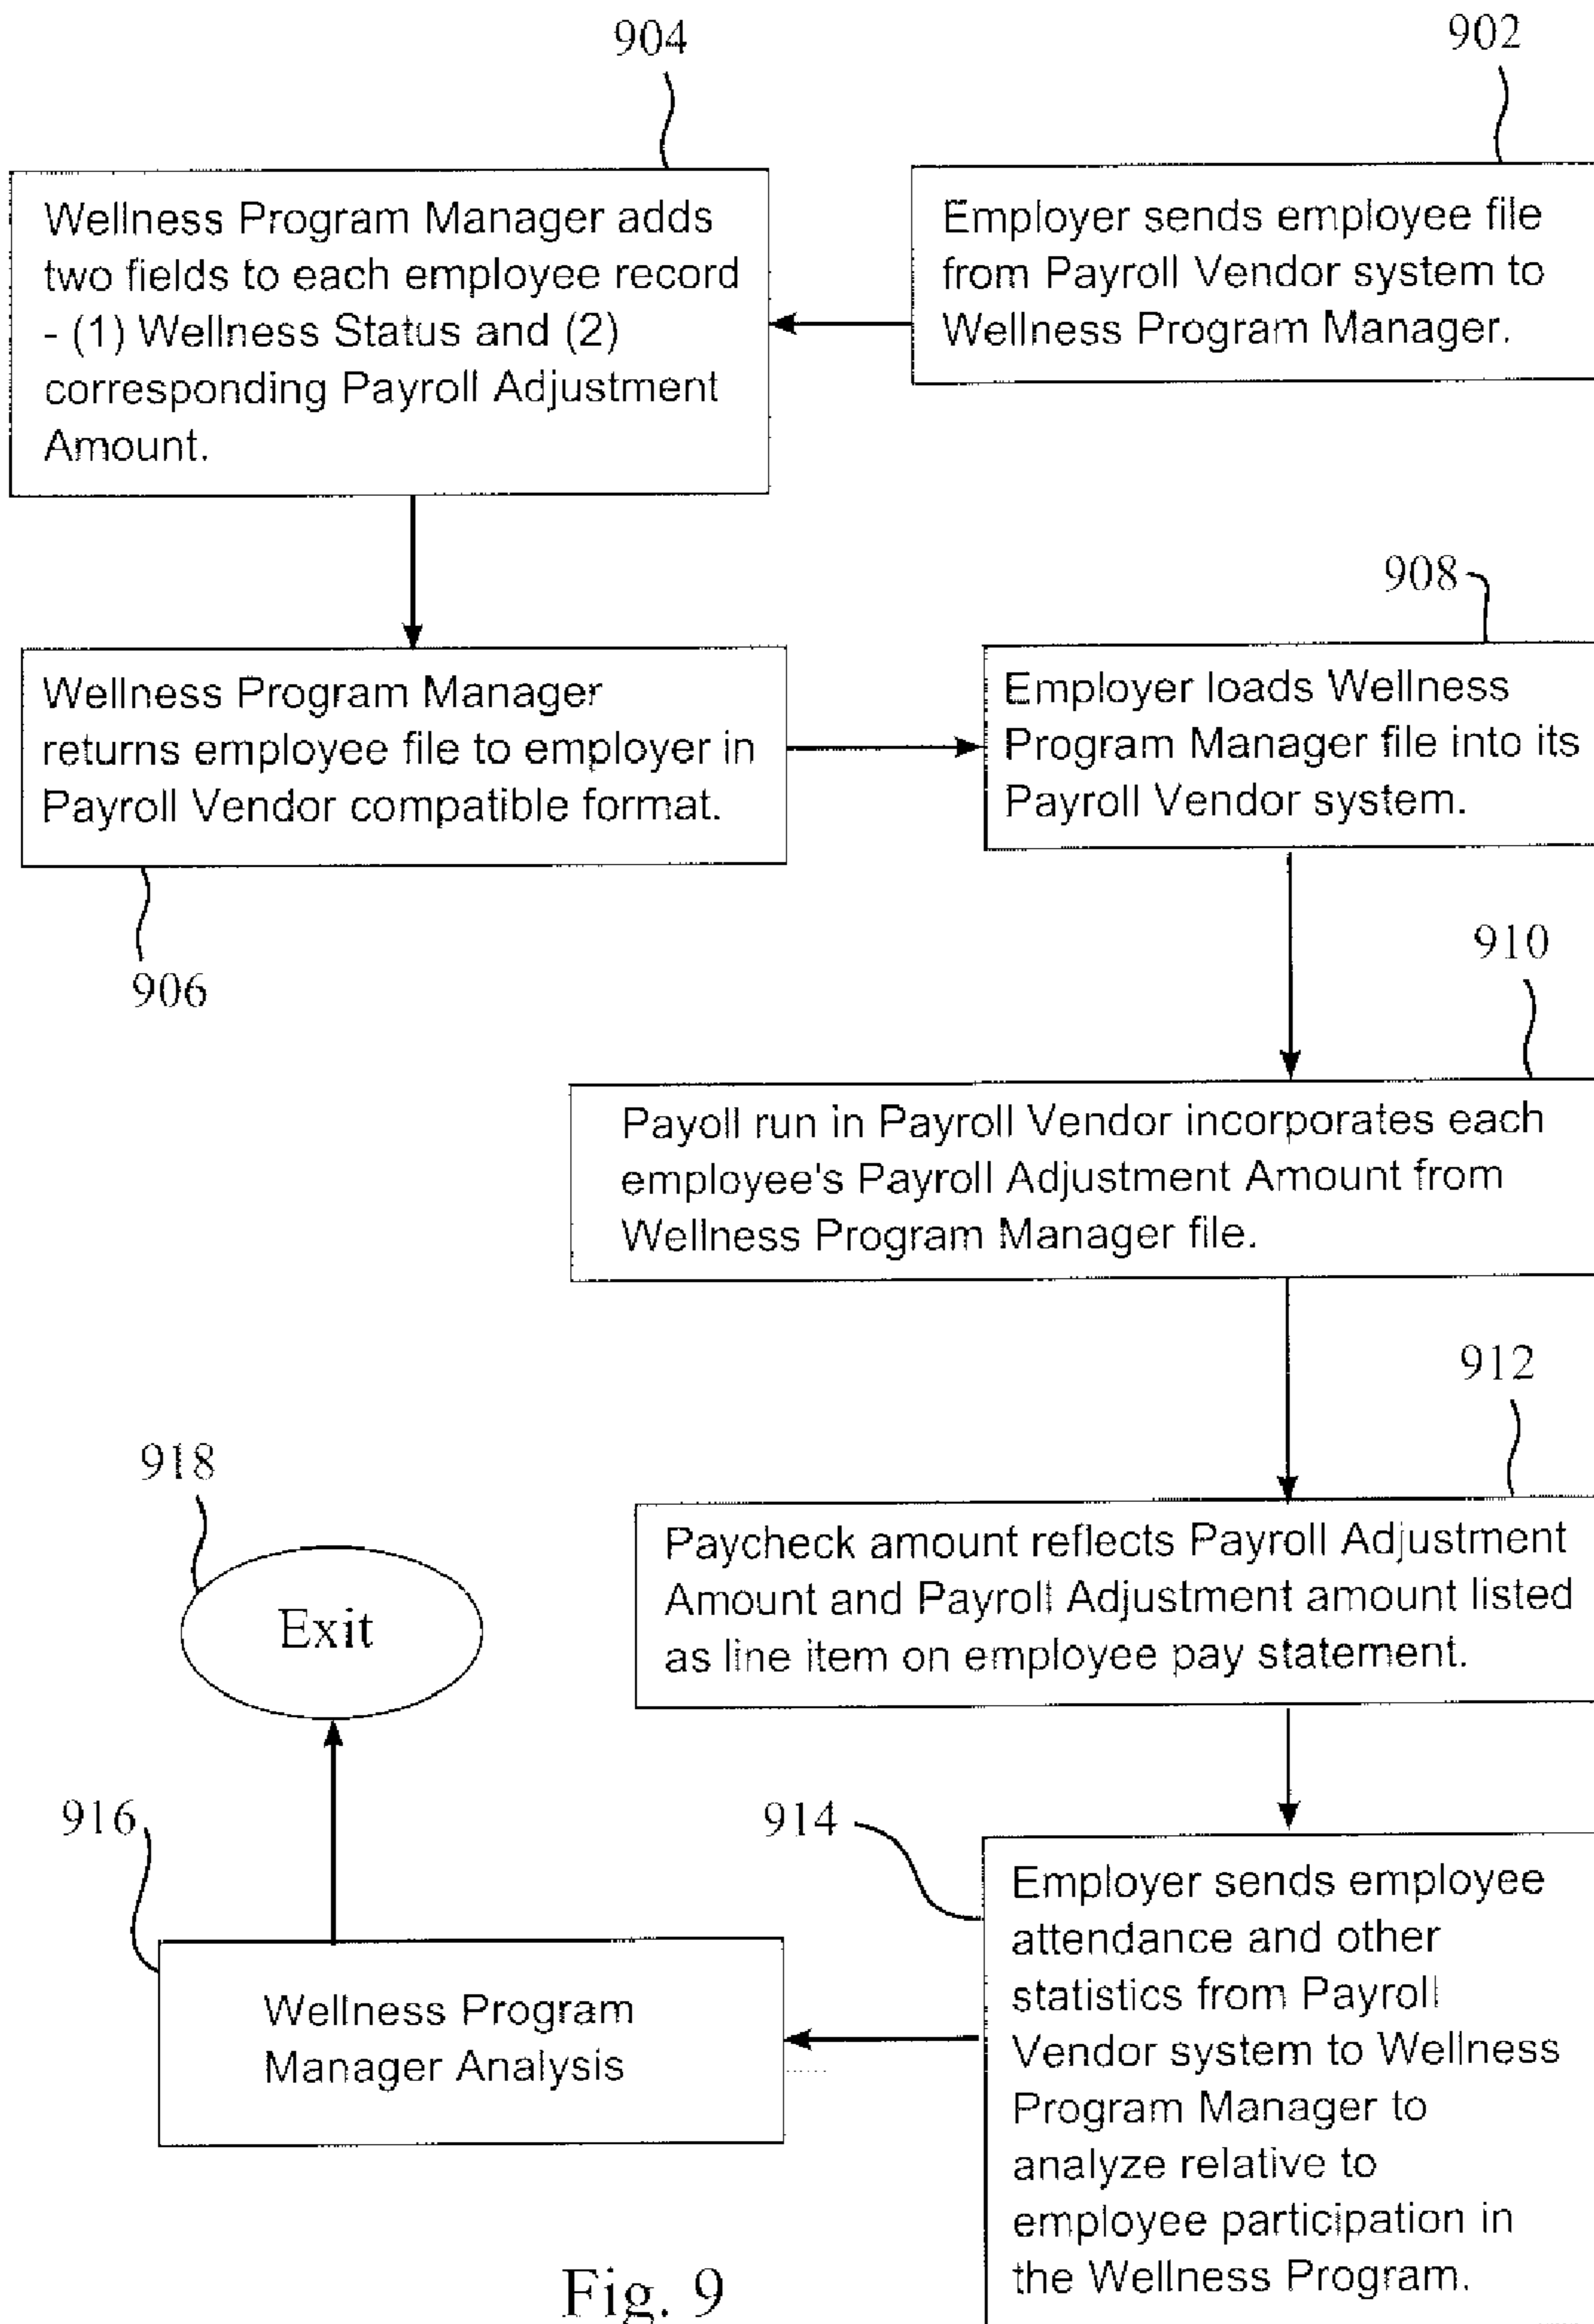 904
902
Wellness Program Manager adds
two fields to each employee record
- (1) Wellness Status and (2)
corresponding Payroll Adjustment
Amount.
Employer sends employee file
from Payroll Vendor system to
Wellness Program Manager.
908
Wellness Program Manager
returns employee file to employer in
Payroll Vendor compatible format.
Employer loads Wellness
Program Manager file into its
Payroll Vendor system.
906
910
Payoll run in Payroll Vendor incorporates each
employee's Payroll Adjustment Amount from
Wellness Program Manager file.
912
918
Paycheck amount reflects Payroll Adjustment
Amount and Payroll Adjustment amount listed
as line item on employee pay statement.
Exit
916
914
Employer sends employee
attendance and other
statistics from Payroll
Vendor system to Wellness
Program Manager to
analyze relative to
employee participation in
the Wellness Program.
Wellness Program
Manager Analysis
Fig. 9